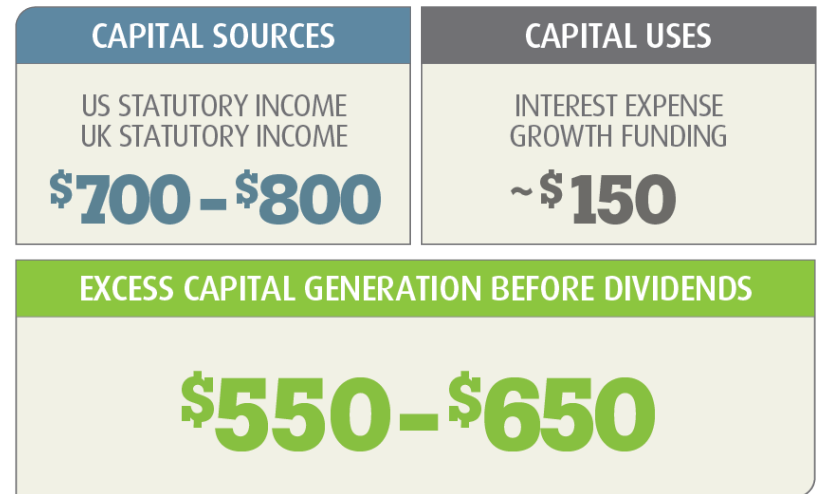 CAPITAL SOURCES
US STATUTORY INCOME
UK STATUTORY INCOME
$700–$800
CAPITAL USES
INTEREST EXPENSE
GROWTH FUNDING
~$150
EXCESS CAPITAL GENERATION BEFORE DIVIDENDS
$550–$650